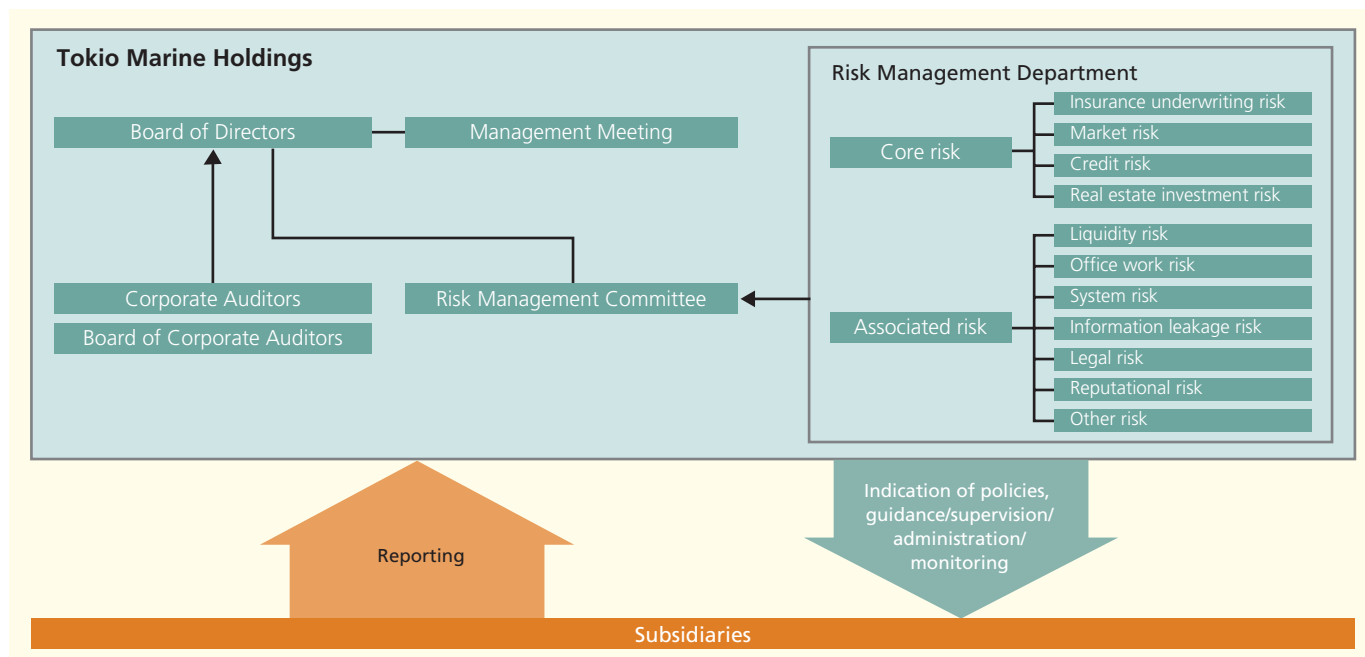 Tokio Marine Holdings
Board of Directors
Management Meeting
Corporate Auditors
Board of Corporate Auditors
Risk Management Committee
Risk Management Department
Core risk
Insurance underwriting risk
Market risk
Credit risk
Real estate investment risk
Associated risk
Liquidity risk
Office work risk
System risk
Information leakage risk
Legal risk
Reputational risk
Other risk
Reporting
Indication of policies,
guidance/supervision/
administration/
monitoring
Subsidiaries